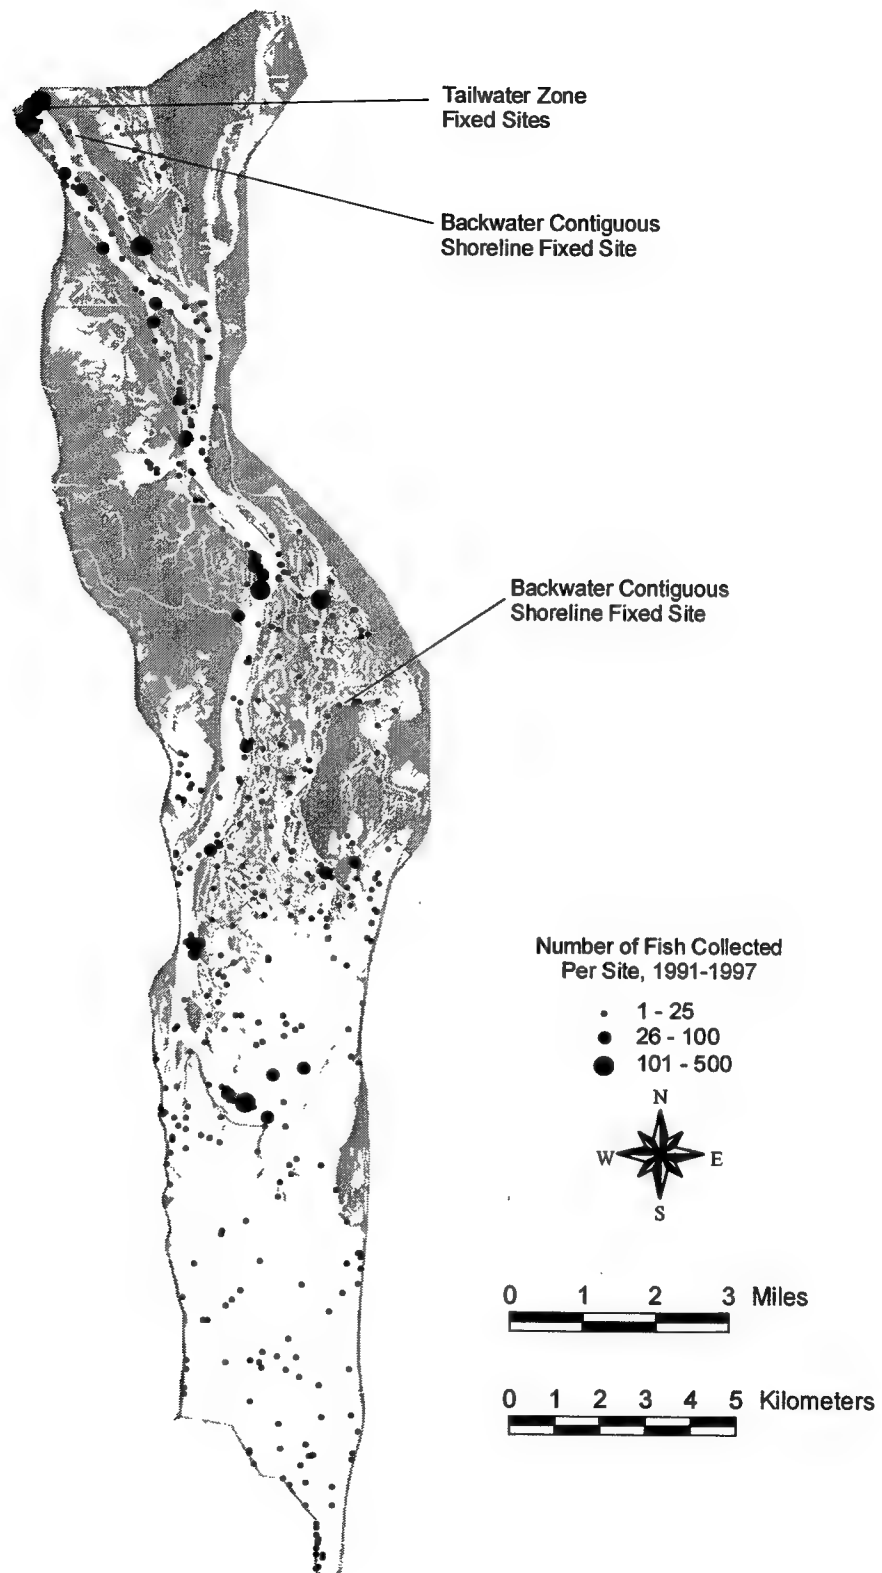 Tailwater Zone
Fixed Sites
Backwater Contiguous
Shoreline Fixed Site
Backwater Contiguous
Shoreline Fixed Site
Number of Fish Collected
Per Site, 1991-1997
1 - 25
26 - 100
101 - 500
N
W E
S
0 1 2 3 Miles
0 1 2 3 4 5 Kilometers